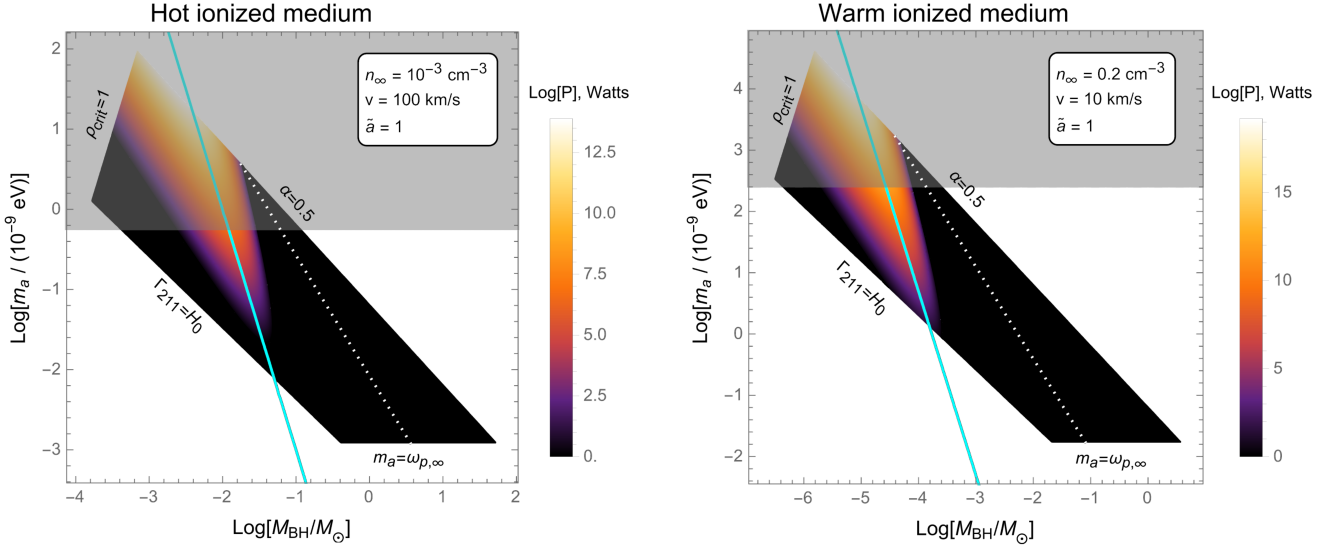 Hot ionized medium
n∞ = 10⁻³ cm⁻³
v = 100 km/s
ã = 1
ρcrit=1
α=0.5
Γ₂₁₁=H₀
mₐ=ωp,∞
2
1
0
−1
−2
−3
Log[mₐ / (10⁻⁹ eV)]
−4 −3 −2 −1 0 1 2
Log[M_BH/M⊙]
Log[P], Watts
12.5
10.0
7.5
5.0
2.5
0.
Warm ionized medium
n∞ = 0.2 cm⁻³
v = 10 km/s
ã = 1
ρcrit=1
α=0.5
Γ₂₁₁=H₀
mₐ=ωp,∞
4
3
2
1
0
−1
−2
Log[mₐ / (10⁻⁹ eV)]
−6 −5 −4 −3 −2 −1 0
Log[M_BH/M⊙]
Log[P], Watts
15
10
5
0